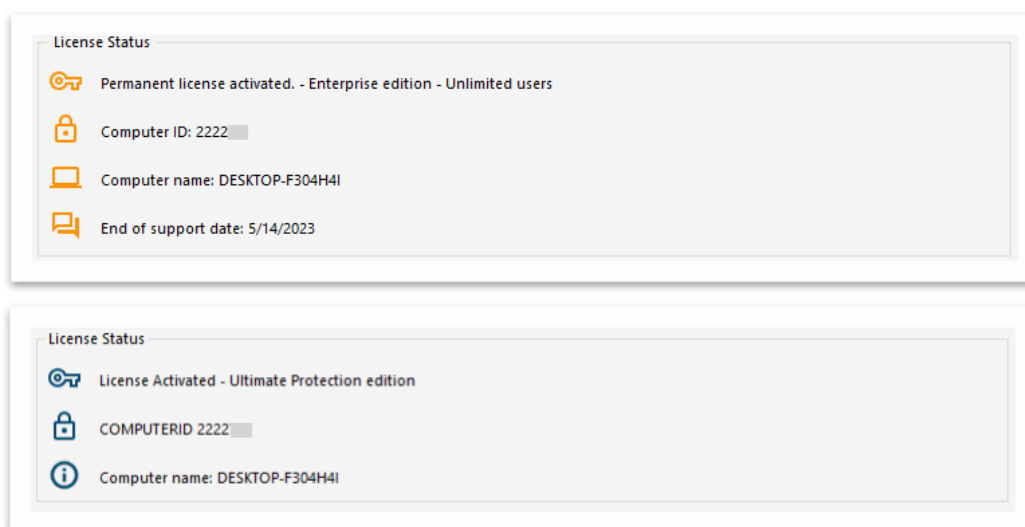 License Status
Permanent license activated. - Enterprise edition - Unlimited users
Computer ID: 2222
Computer name: DESKTOP-F304H4I
End of support date: 5/14/2023
License Status
License Activated - Ultimate Protection edition
COMPUTERID 2222
Computer name: DESKTOP-F304H4I